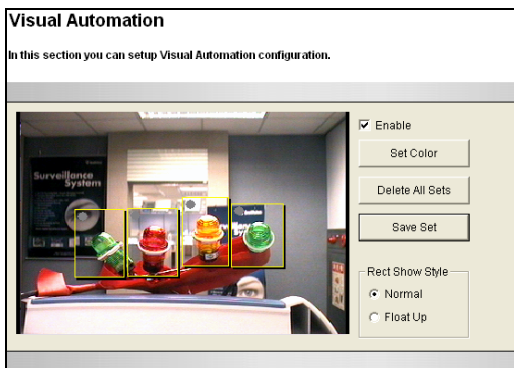 Visual Automation
In this section you can setup Visual Automation configuration.
Enable
Set Color
Surveillance
System
Delete All Sets
Save Set
Rect Show Style
Normal
Float Up